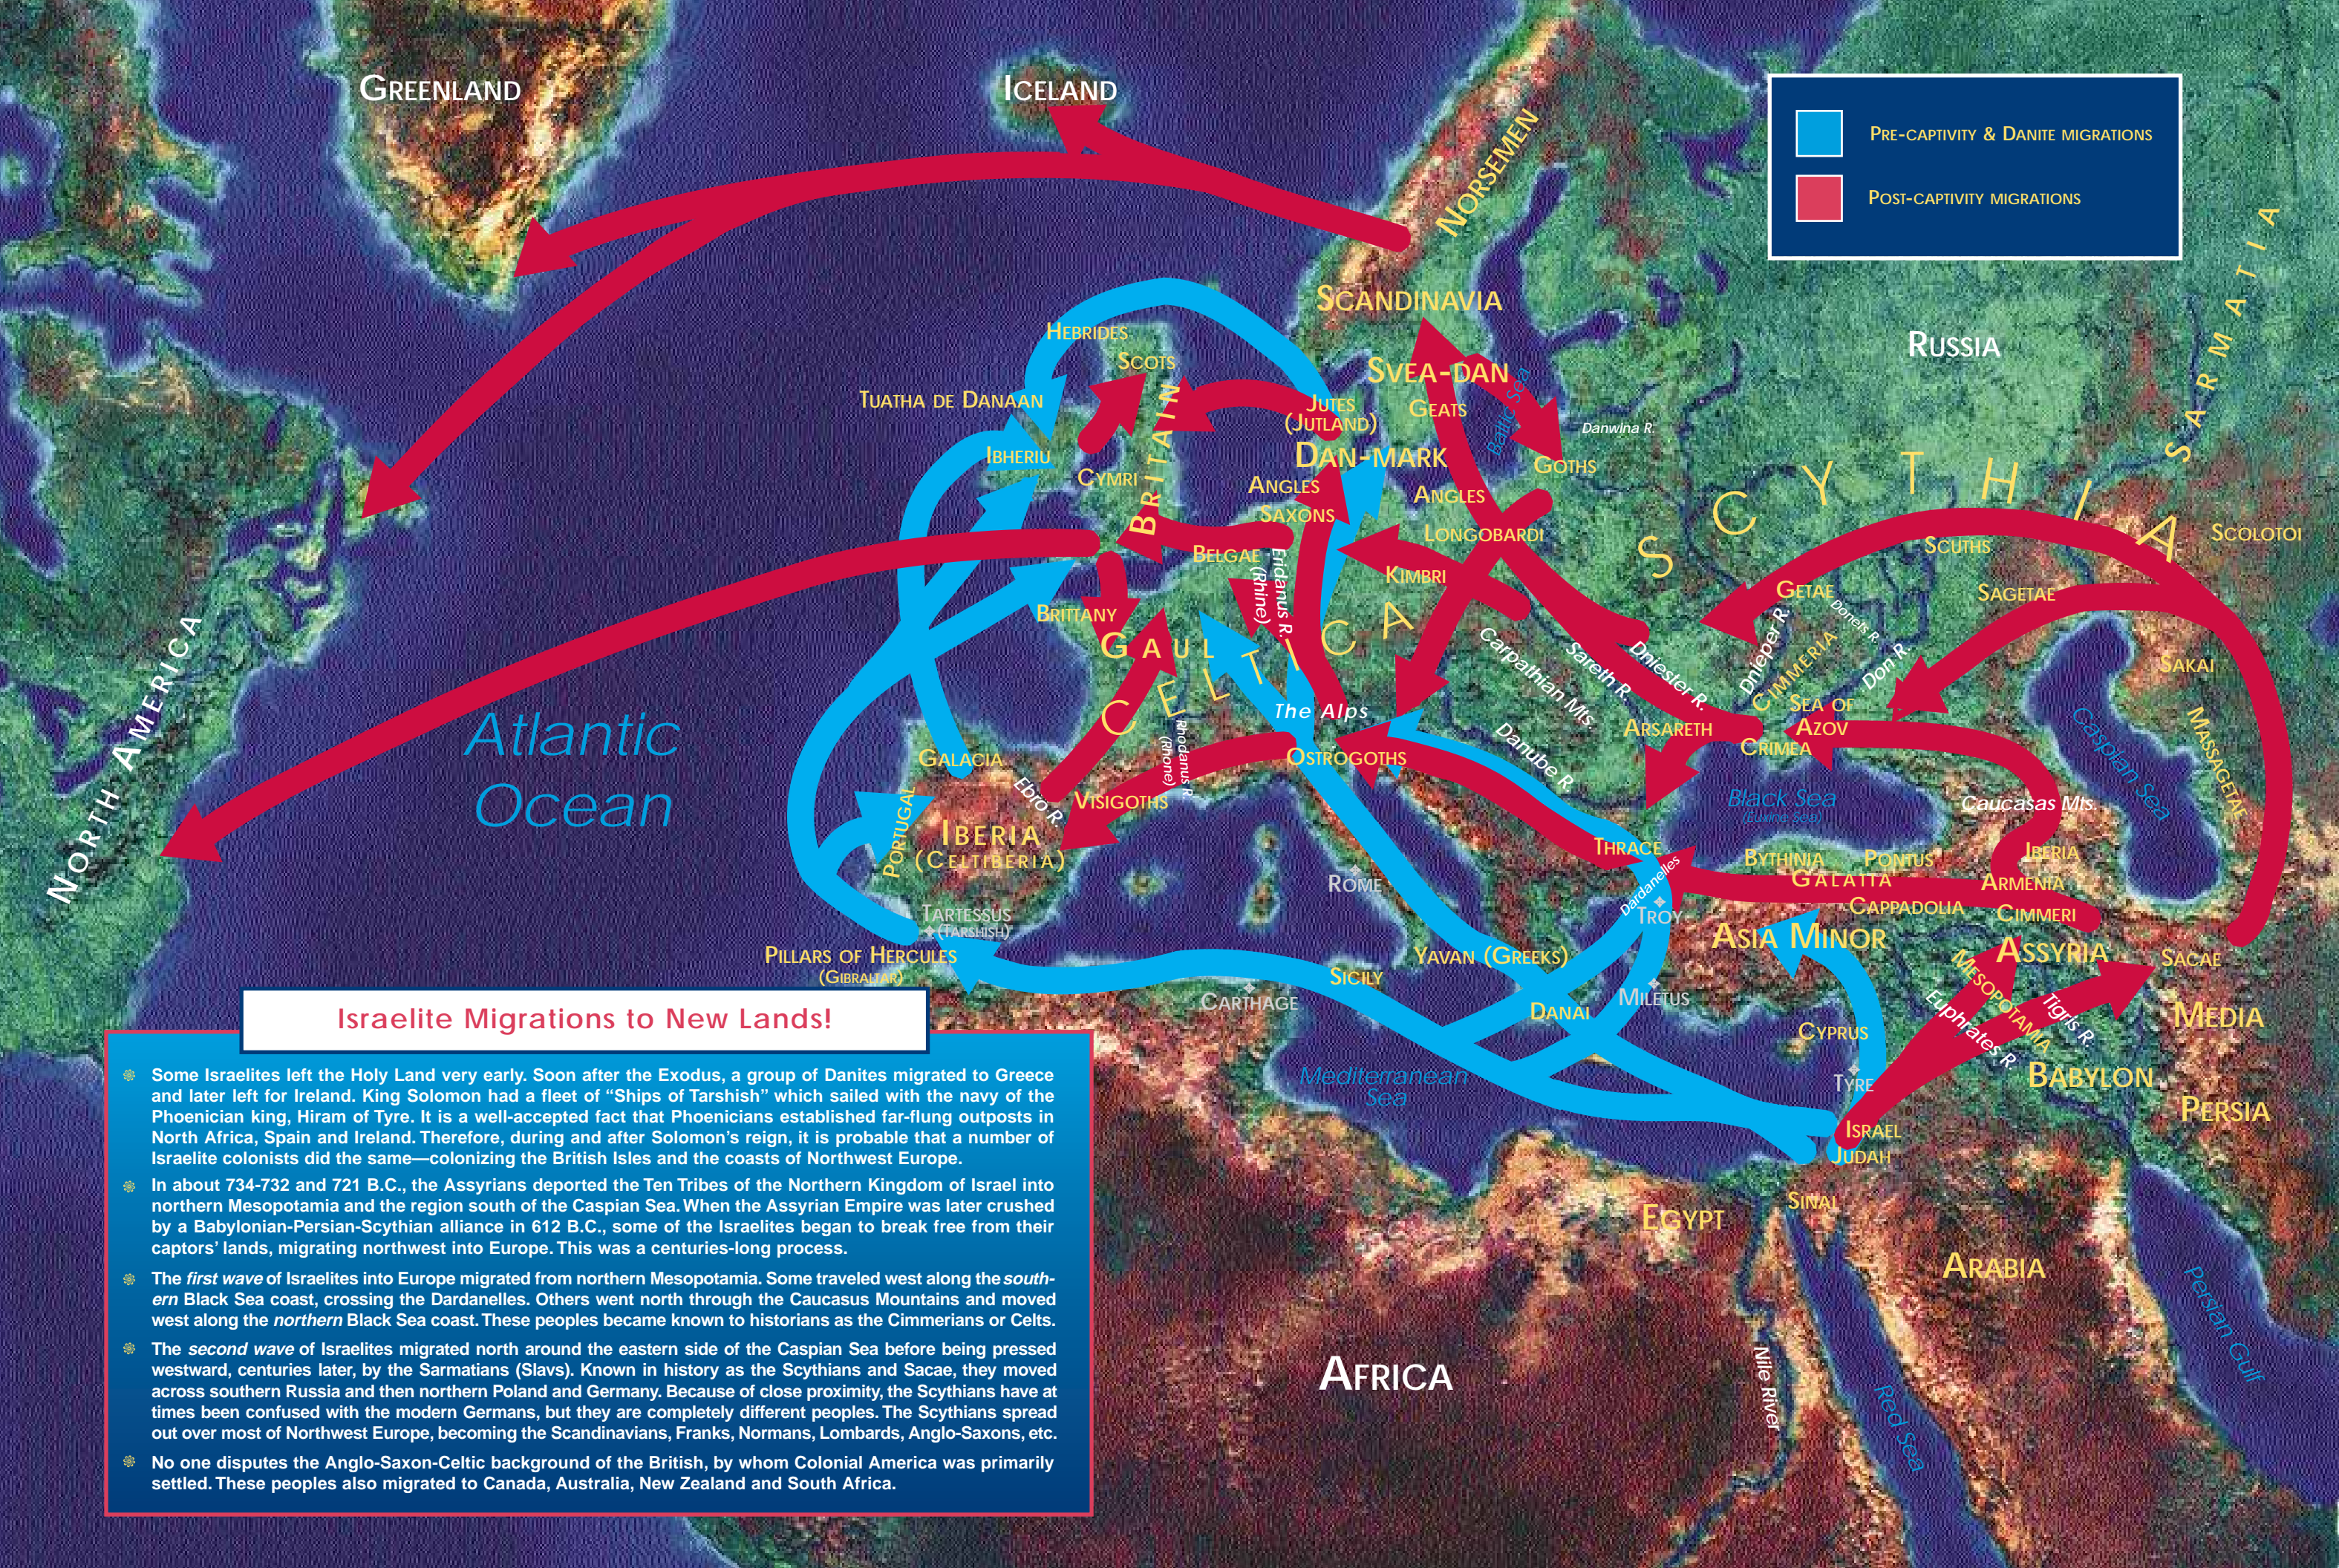 GREENLAND
ICELAND
NORSEMEN
PRE-CAPTIVITY & DANITE MIGRATIONS
POST-CAPTIVITY MIGRATIONS
SARMATIA
SCANDINAVIA
RUSSIA
HEBRIDES
SCOTS
SVEA-DAN
TUATHA DE DANAAN
JUTES
(JUTLAND)
GEATS
Baltic Sea
Danwina R.
IBHERIU
CYMRI
BRITAIN
DAN-MARK
GOTHS
ANGLES
ANGLES
SAXONS
LONGOBARDI
SCYTHIA
SCOLOTOI
SCUTHS
BELGAE
Eridanus R.
(Rhine)
KIMBRI
GETAE
SAGETAE
BRITTANY
GAUL
CELTICA
Carpathian Mts.
Sareth R.
Dniester R.
Dnieper R.
Donets R.
CIMMERIA
Don R.
SAKAI
NORTH AMERICA
Atlantic
Ocean
The Alps
ARSARETH
SEA OF
AZOV
CRIMEA
Caspian Sea
MASSAGETAE
GALACIA
Rhodanus R.
(Rhone)
OSTROGOTHS
Danube R.
Ebro R.
VISIGOTHS
PORTUGAL
IBERIA
(CELTIBERIA)
Black Sea
(Euxine Sea)
Caucasas Mts.
THRACE
BYTHINIA
PONTUS
IBERIA
GALATTA
ARMENIA
ROME
Dardanelles
TROY
CAPPADOLIA
CIMMERI
TARTESSUS
(TARSHISH)
ASIA MINOR
ASSYRIA
SACAE
PILLARS OF HERCULES
(GIBRALTAR)
YAVAN (GREEKS)
SICILY
CARTHAGE
MILETUS
DANAI
MESOPOTAMIA
Euphrates R.
Tigris R.
MEDIA
CYPRUS
Mediterranean
Sea
TYRE
BABYLON
PERSIA
ISRAEL
JUDAH
SINAI
EGYPT
ARABIA
Persian Gulf
AFRICA
Nile River
Red Sea
Israelite Migrations to New Lands!
Some Israelites left the Holy Land very early. Soon after the Exodus, a group of Danites migrated to Greece
and later left for Ireland. King Solomon had a fleet of “Ships of Tarshish” which sailed with the navy of the
Phoenician king, Hiram of Tyre. It is a well-accepted fact that Phoenicians established far-flung outposts in
North Africa, Spain and Ireland. Therefore, during and after Solomon’s reign, it is probable that a number of
Israelite colonists did the same—colonizing the British Isles and the coasts of Northwest Europe.
In about 734-732 and 721 B.C., the Assyrians deported the Ten Tribes of the Northern Kingdom of Israel into
northern Mesopotamia and the region south of the Caspian Sea. When the Assyrian Empire was later crushed
by a Babylonian-Persian-Scythian alliance in 612 B.C., some of the Israelites began to break free from their
captors’ lands, migrating northwest into Europe. This was a centuries-long process.
The first wave of Israelites into Europe migrated from northern Mesopotamia. Some traveled west along the south-
ern Black Sea coast, crossing the Dardanelles. Others went north through the Caucasus Mountains and moved
west along the northern Black Sea coast. These peoples became known to historians as the Cimmerians or Celts.
The second wave of Israelites migrated north around the eastern side of the Caspian Sea before being pressed
westward, centuries later, by the Sarmatians (Slavs). Known in history as the Scythians and Sacae, they moved
across southern Russia and then northern Poland and Germany. Because of close proximity, the Scythians have at
times been confused with the modern Germans, but they are completely different peoples. The Scythians spread
out over most of Northwest Europe, becoming the Scandinavians, Franks, Normans, Lombards, Anglo-Saxons, etc.
No one disputes the Anglo-Saxon-Celtic background of the British, by whom Colonial America was primarily
settled. These peoples also migrated to Canada, Australia, New Zealand and South Africa.